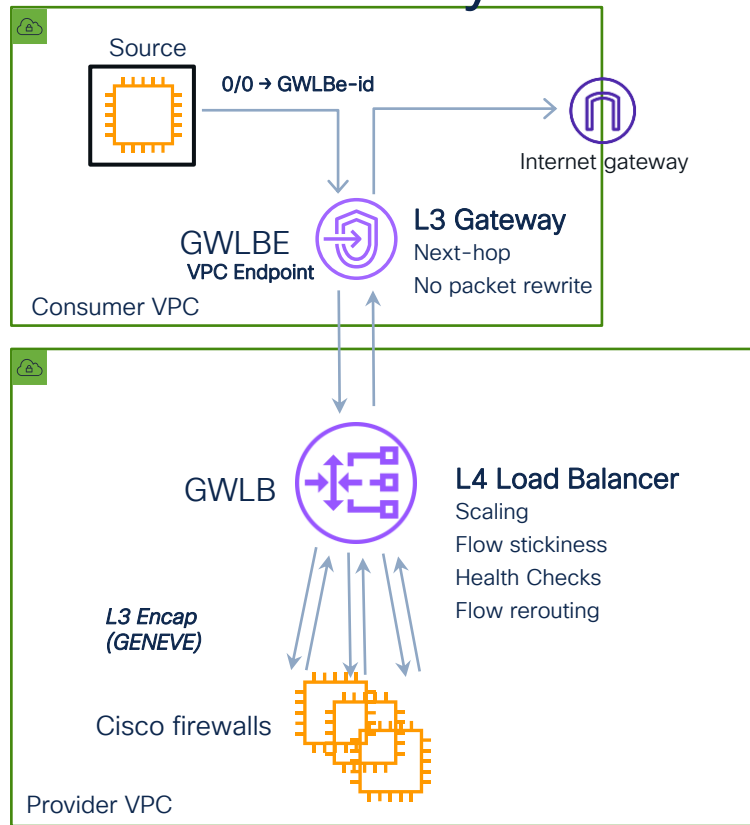 Source
0/0 → GWLBe-id
Internet gateway
GWLBE
VPC Endpoint
L3 Gateway
Next-hop
No packet rewrite
Consumer VPC
GWLB
L4 Load Balancer
Scaling
Flow stickiness
Health Checks
Flow rerouting
L3 Encap
(GENEVE)
Cisco firewalls
Provider VPC